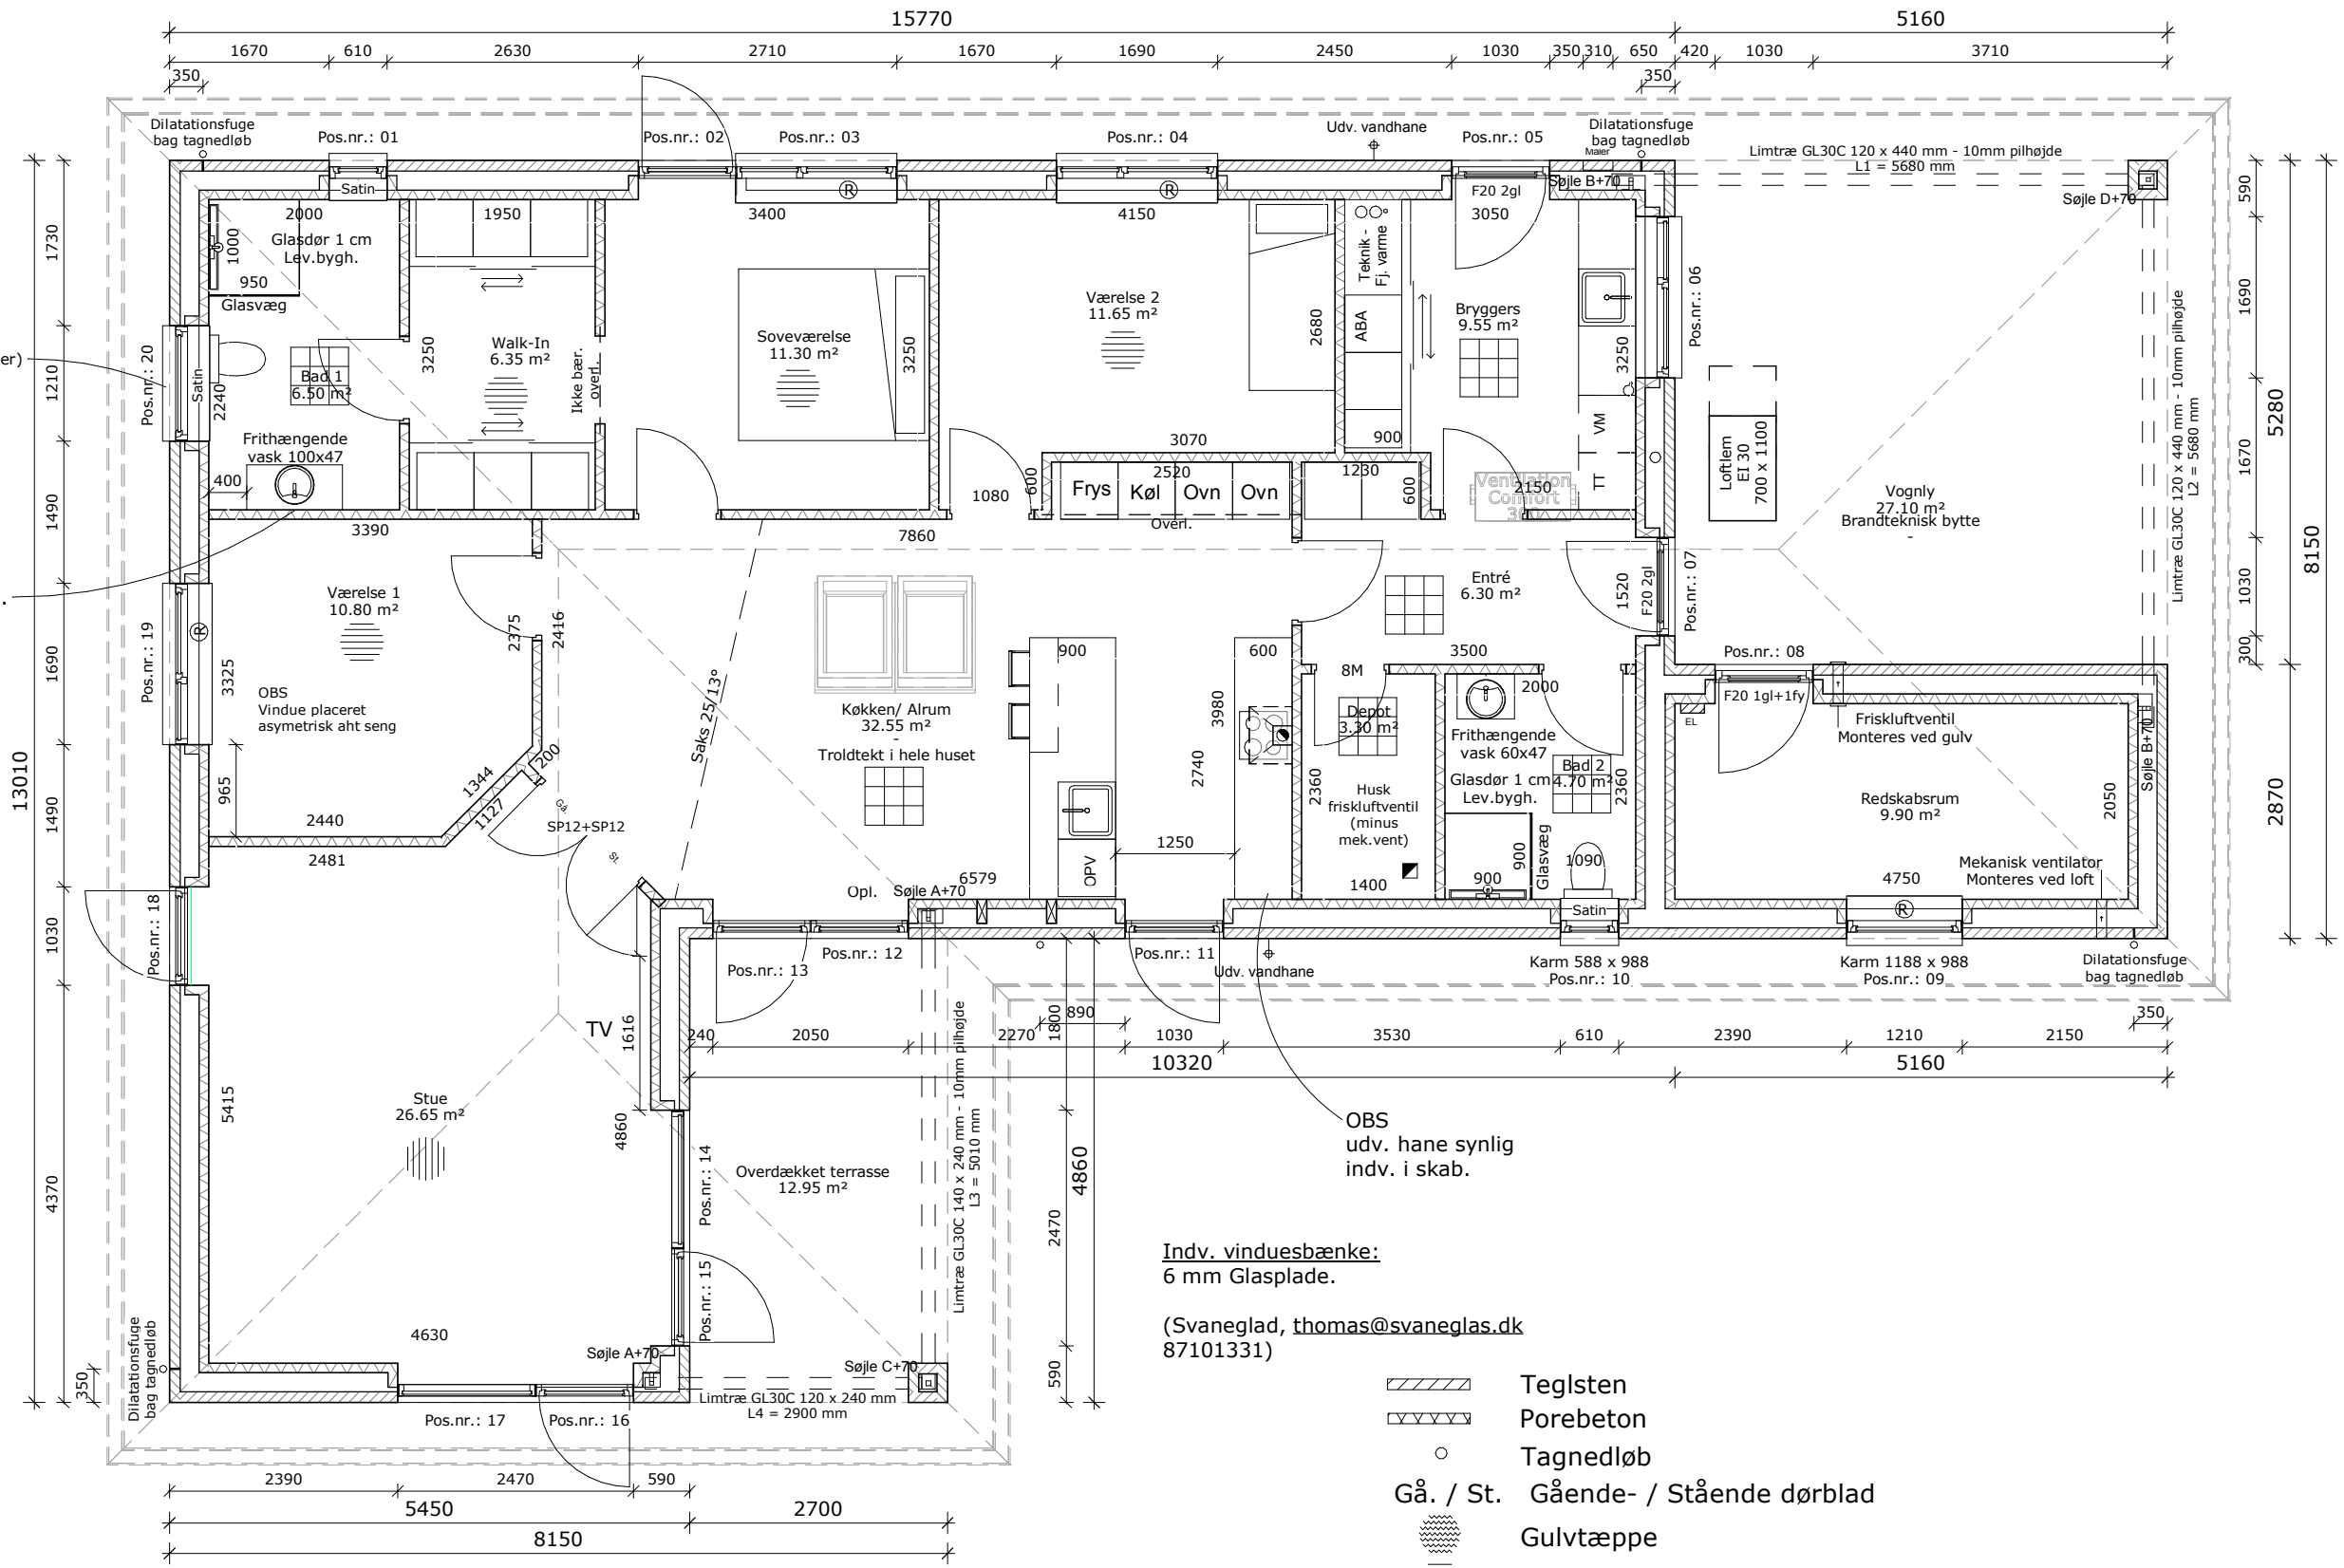 15770
5160
1670
610
2630
2710
1670
1690
2450
1030
350
310
650
420
1030
3710
350
350
Dilatationsfuge
bag tagnedløb
Pos.nr.: 01
Pos.nr.: 02
Pos.nr.: 03
Pos.nr.: 04
Udv. vandhane
Pos.nr.: 05
Dilatationsfuge
bag tagnedløb
Måler
Limtræ GL30C 120 x 440 mm - 10mm pilhøjde
L1 = 5680 mm
Satin
R
R
F20 2gl
Søjle B+70
Søjle D+70
2000
1950
3400
4150
3050
Glasdør 1 cm
Lev.bygh.
1000
950
Glasvæg
Teknik -
Fj. varme
1730
590
Værelse 2
11.65 m²
2680
ABA
Bryggers
9.55 m²
Pos.nr.: 06
1690
Limtræ GL30C 120 x 440 mm - 10mm pilhøjde
L2 = 5680 mm
Soveværelse
11.30 m²
3250
Walk-In
6.35 m²
3250
Ikke bær.
overl.
3250
er)
Pos.nr.: 20
1210
Satin
2240
Bad 1
6.50 m²
5280
8150
Frithængende
vask 100x47
400
3070
900
VM
TT
Loftlem
EI 30
700 x 1100
1670
1490
600
1080
2520
1230
600
Frys
Køl
Ovn
Ovn
Overl.
Ventilation
Comfort
300
2150
Vognly
27.10 m²
Brandteknisk bytte
-
3390
7860
.
Værelse 1
10.80 m²
2375
2416
Entré
6.30 m²
1520
F20 2gl
Pos.nr.: 07
1030
300
Pos.nr.: 19
R
1690
3325
OBS
Vindue placeret
asymetrisk aht seng
Saks 25/13°
900
600
8M
3500
2000
Pos.nr.: 08
F20 1gl+1fy
EL
Køkken/ Alrum
32.55 m²
-
Troldtekt i hele huset
3980
2740
Depot
3.30 m²
Frithængende
vask 60x47
Glasdør 1 cm
Lev.bygh.
Bad 2
4.70 m²
2360
2360
Husk
friskluftventil
(minus
mek.vent)
Friskluftventil
Monteres ved gulv
Søjle B+70
2050
Redskabsrum
9.90 m²
2870
13010
965
1490
1344
200
1127
2440
2481
Gå.
SP12+SP12
St.
1250
OPV
Opl.
Søjle A+70
6579
1400
900
900
Glasvæg
1090
Satin
4750
R
Mekanisk ventilator
Monteres ved loft
Pos.nr.: 18
1030
Pos.nr.: 13
Pos.nr.: 12
Pos.nr.: 11
Udv. vandhane
Karm 588 x 988
Pos.nr.: 10
Karm 1188 x 988
Pos.nr.: 09
Dilatationsfuge
bag tagnedløb
TV
1616
240
2050
2270
1800
890
1030
3530
610
2390
1210
2150
350
10320
5160
5415
Stue
26.65 m²
4860
Pos.nr.: 14
Overdækket terrasse
12.95 m²
Limtræ GL30C 140 x 240 mm - 10mm pilhøjde
L3 = 5010 mm
4860
OBS
udv. hane synlig
indv. i skab.
4370
2470
Pos.nr.: 15
Indv. vinduesbænke:
6 mm Glasplade.
(Svaneglad, thomas@svaneglas.dk
87101331)
4630
Søjle A+70
Søjle C+70
590
Dilatationsfuge
bag tagnedløb
350
Limtræ GL30C 120 x 240 mm
L4 = 2900 mm
Pos.nr.: 17
Pos.nr.: 16
2390
2470
590
5450
2700
8150
Teglsten
Porebeton
Tagnedløb
Gå. / St. Gående- / Stående dørblad
Gulvtæppe